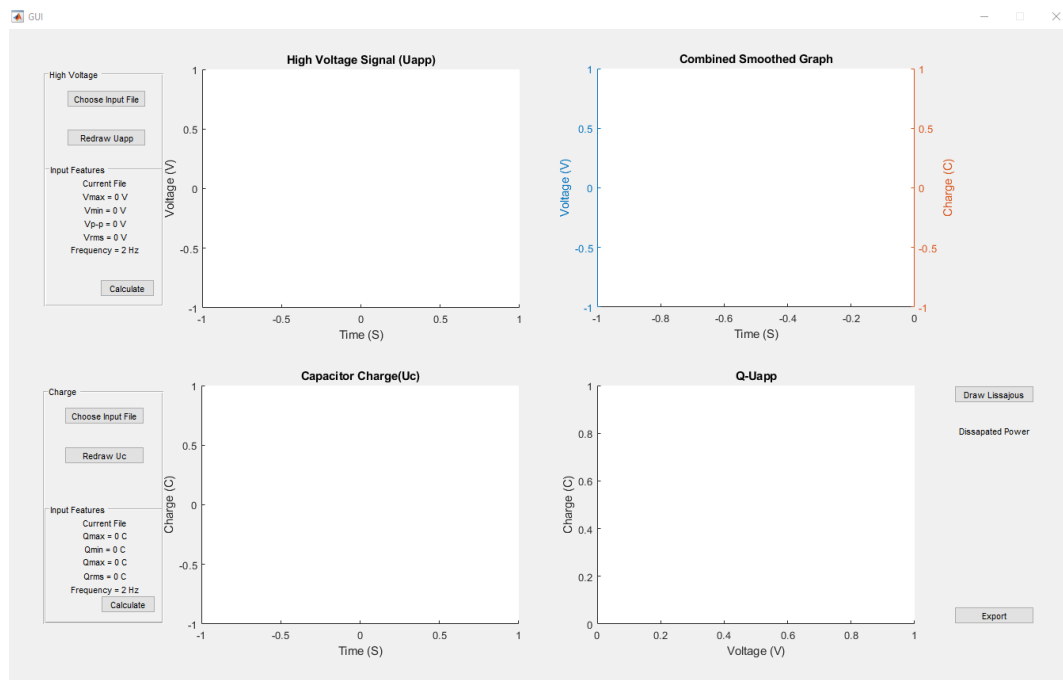 GUI
High Voltage
Choose Input File
Redraw Uapp
Input Features
Current File
Vmax = 0 V
Vmin = 0 V
Vp-p = 0 V
Vrms = 0 V
Frequency = 2 Hz
Calculate
High Voltage Signal (Uapp)
Voltage (V)
1
0.5
0
-0.5
-1
-1 -0.5 0 0.5 1
Time (S)
Combined Smoothed Graph
Voltage (V)
1
0.5
0
-0.5
-1
-1 -0.8 -0.6 -0.4 -0.2 0
Time (S)
1
0.5
0
-0.5
-1
Charge (C)
Charge
Choose Input File
Redraw Uc
Input Features
Current File
Qmax = 0 C
Qmin = 0 C
Qmax = 0 C
Qrms = 0 C
Frequency = 2 Hz
Calculate
Capacitor Charge(Uc)
Charge (C)
1
0.5
0
-0.5
-1
-1 -0.5 0 0.5 1
Time (S)
Q-Uapp
Charge (C)
1
0.8
0.6
0.4
0.2
0
0 0.2 0.4 0.6 0.8 1
Voltage (V)
Draw Lissajous
Dissapated Power
Export